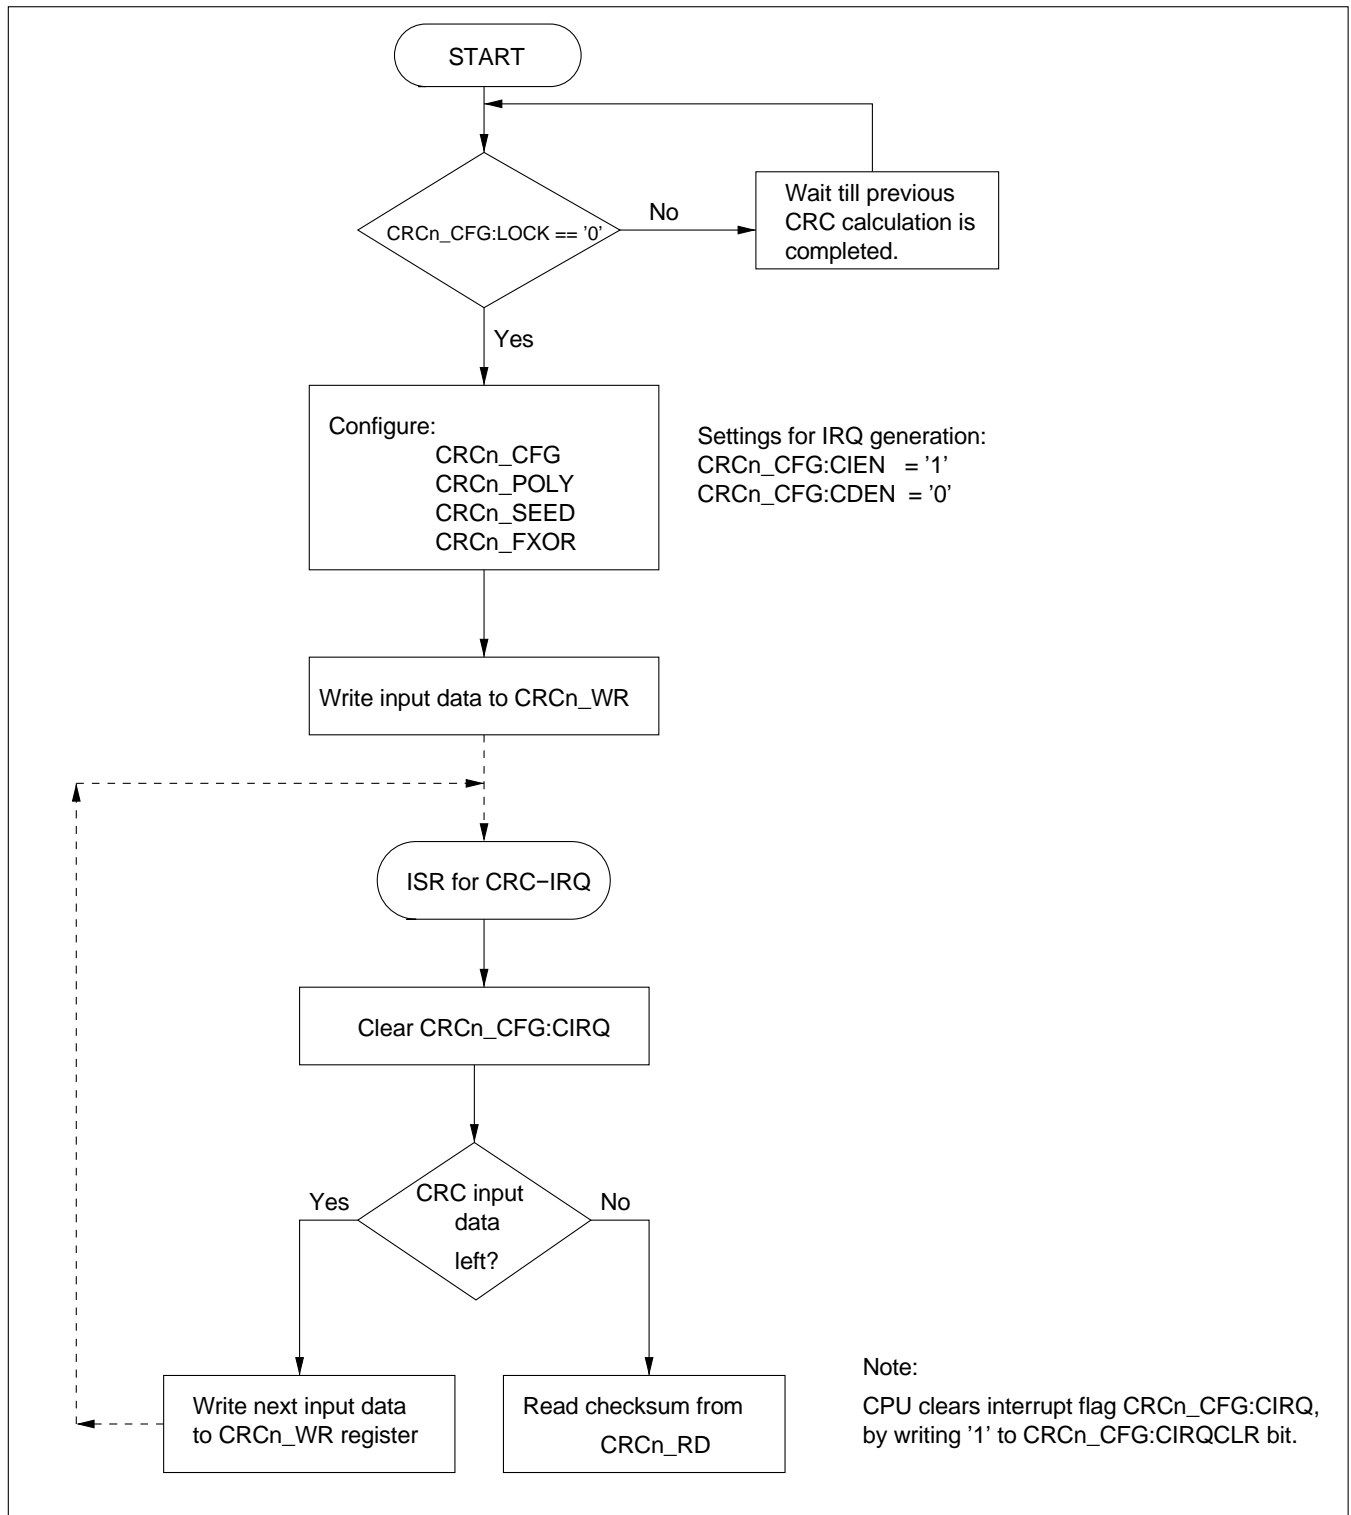 START
CRCn_CFG:LOCK == '0'
No
Wait till previous
CRC calculation is
completed.
Yes
Configure:
CRCn_CFG
CRCn_POLY
CRCn_SEED
CRCn_FXOR
Settings for IRQ generation:
CRCn_CFG:CIEN = '1'
CRCn_CFG:CDEN = '0'
Write input data to CRCn_WR
ISR for CRC−IRQ
Clear CRCn_CFG:CIRQ
Yes
CRC input
data
left?
No
Write next input data
to CRCn_WR register
Read checksum from
CRCn_RD
Note:
CPU clears interrupt flag CRCn_CFG:CIRQ,
by writing '1' to CRCn_CFG:CIRQCLR bit.